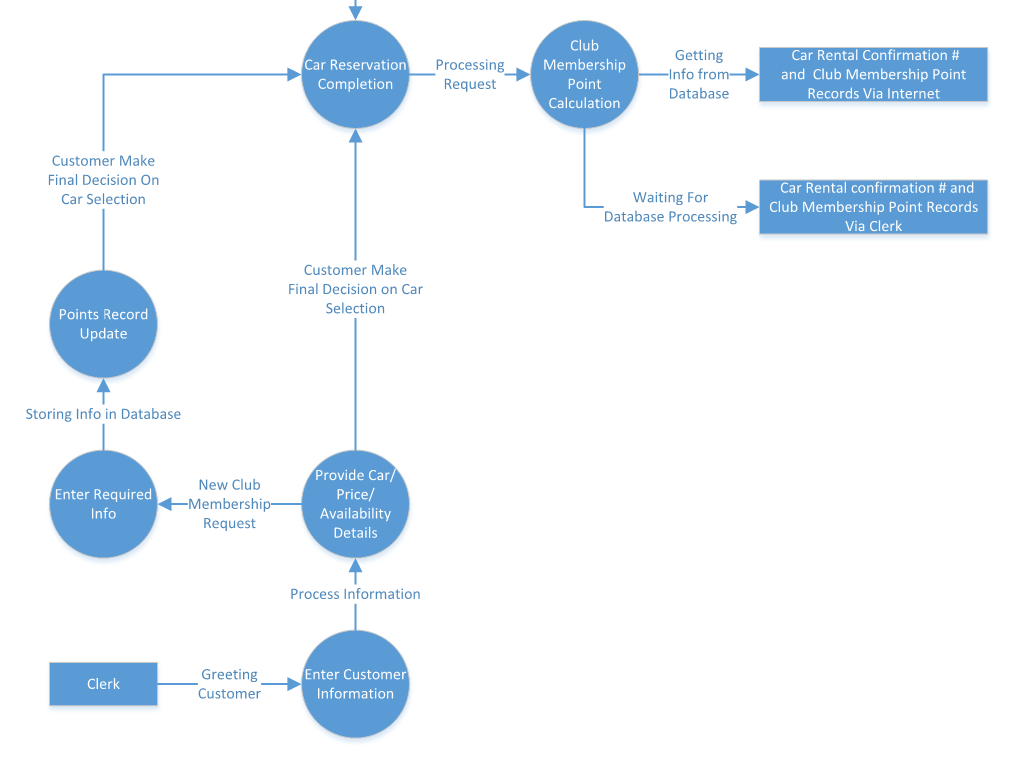 Car Reservation
Completion
Processing
Request
Club
Membership
Point
Calculation
Getting
Info from
Database
Car Rental Confirmation #
and  Club Membership Point
Records Via Internet
Customer Make
Final Decision On
Car Selection
Waiting For
Database Processing
Car Rental confirmation # and
Club Membership Point Records
Via Clerk
Customer Make
Final Decision on Car
Selection
Points Record
Update
Storing Info in Database
Enter Required
Info
New Club
Membership
Request
Provide Car/
Price/
Availability
Details
Process Information
Clerk
Greeting
Customer
Enter Customer
Information